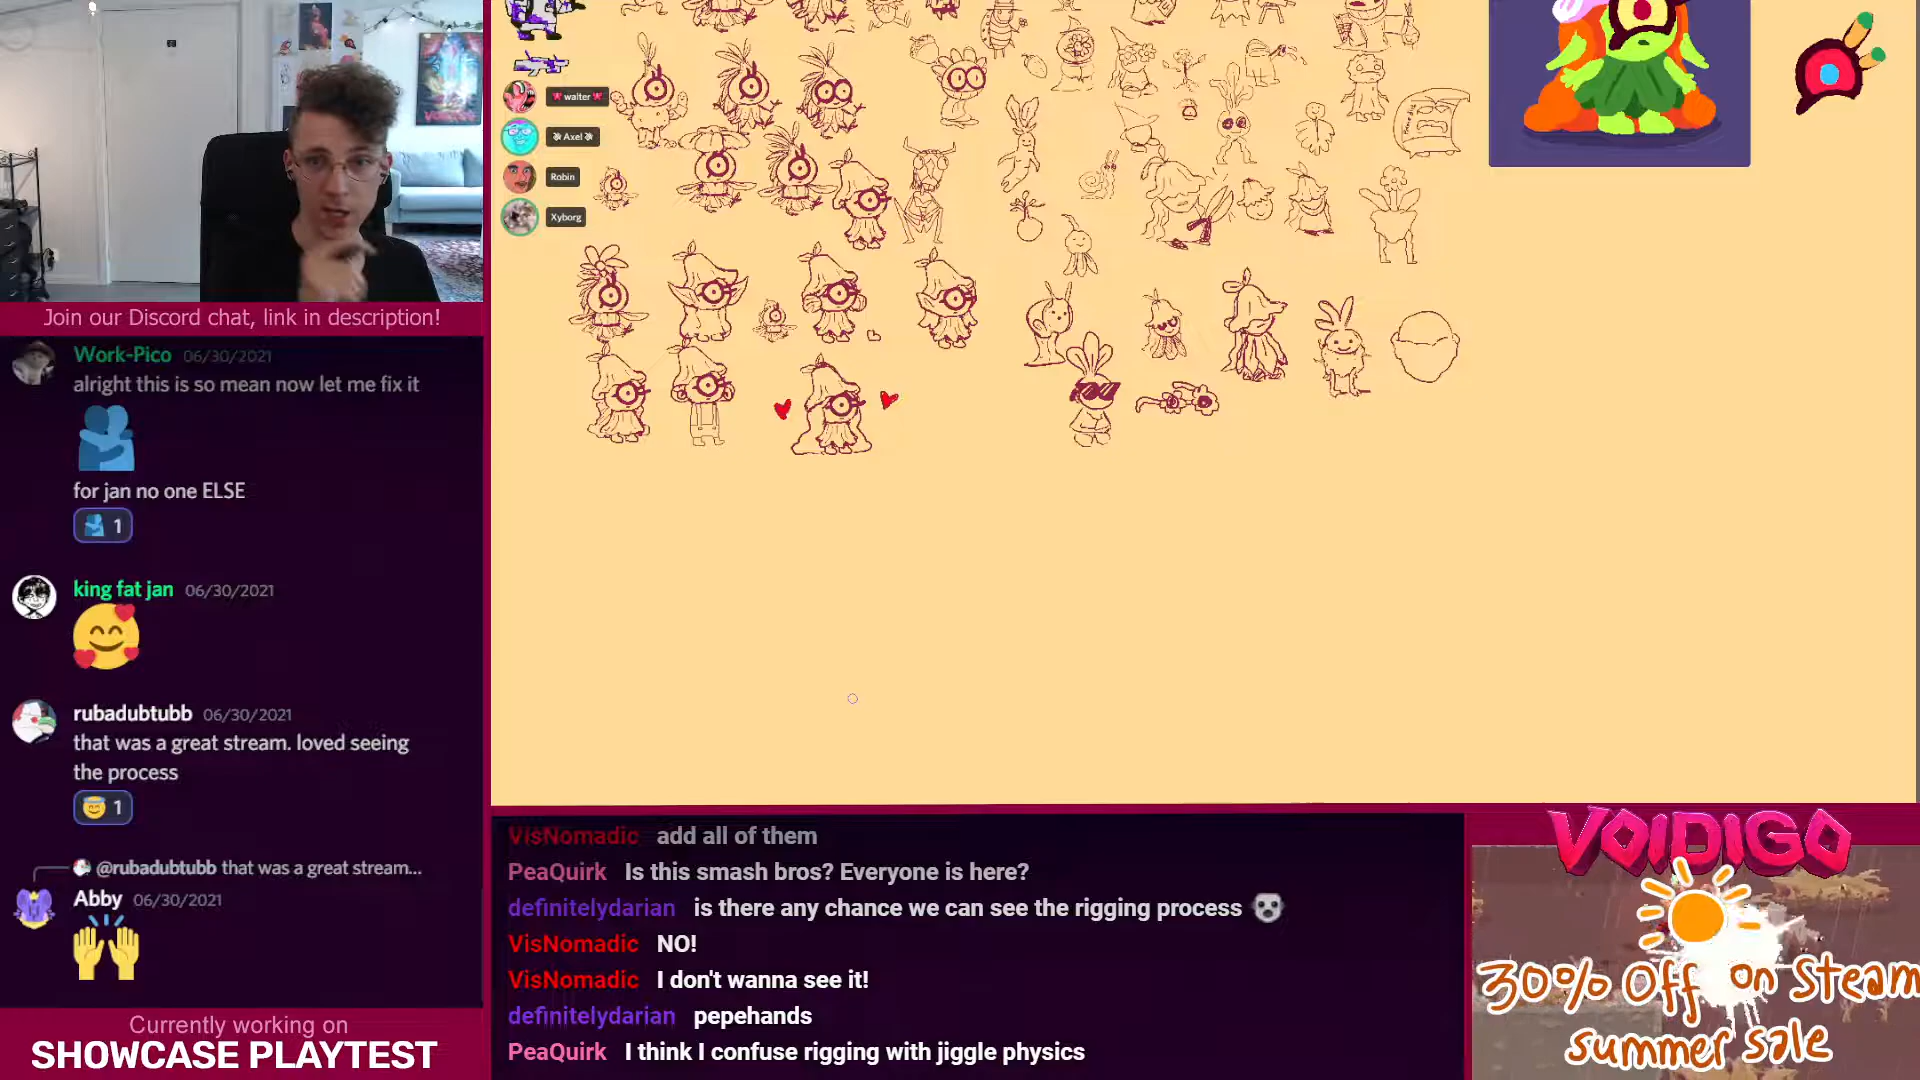 walter
Axel
Robin
Xyborg
Join our Discord chat, link in description!
Work-Pico 06/30/2021
alright this is so mean now let me fix it
for jan no one ELSE
1
king fat jan 06/30/2021
rubadubtubb 06/30/2021
that was a great stream. loved seeing
the process
1
@rubadubtubb that was a great stream...
Abby 06/30/2021
Currently working on
SHOWCASE PLAYTEST
VisNomadic add all of them
PeaQuirk Is this smash bros? Everyone is here?
definitelydarian is there any chance we can see the rigging process
VisNomadic NO!
VisNomadic I don't wanna see it!
definitelydarian pepehands
PeaQuirk I think I confuse rigging with jiggle physics
VOIDIGO
30% Off on Steam
summer sale